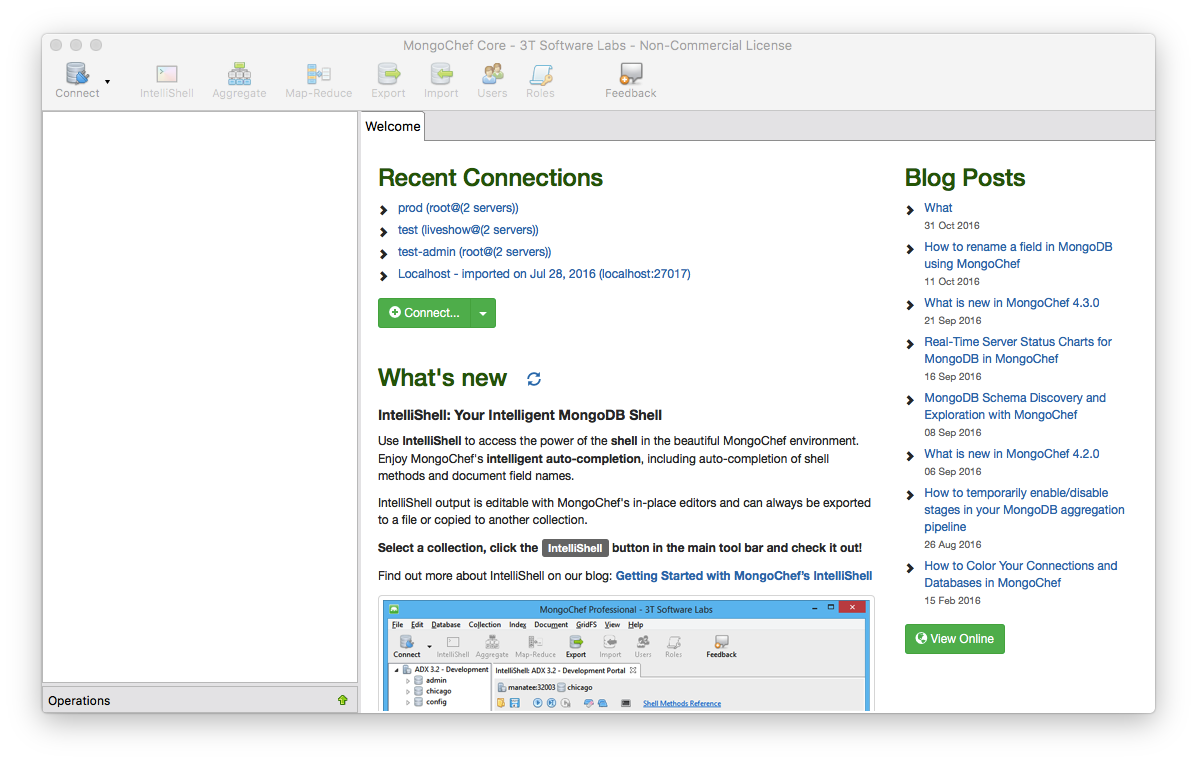 MongoChef Core - 3T Software Labs - Non-Commercial License
Connect
IntelliShell
Aggregate
Map-Reduce
Export
Import
Users
Roles
Feedback
Welcome
Recent Connections
prod (root@(2 servers))
test (liveshow@(2 servers))
test-admin (root@(2 servers))
Localhost - imported on Jul 28, 2016 (localhost:27017)
Connect...
What's new
IntelliShell: Your Intelligent MongoDB Shell
Use IntelliShell to access the power of the shell in the beautiful MongoChef environment.
Enjoy MongoChef's intelligent auto-completion, including auto-completion of shell
methods and document field names.
IntelliShell output is editable with MongoChef's in-place editors and can always be exported
to a file or copied to another collection.
Select a collection, click the IntelliShell button in the main tool bar and check it out!
Find out more about IntelliShell on our blog: Getting Started with MongoChef's IntelliShell
MongoChef Professional - 3T Software Labs
File Edit Database Collection Index Document GridFS View Help
Connect IntelliShell Aggregate Map-Reduce Export Import Users Roles Feedback
ADX 3.2 - Development
admin
chicago
config
IntelliShell: ADX 3.2 - Development Portal
manatee:32003 chicago
Shell Methods Reference
Blog Posts
What
31 Oct 2016
How to rename a field in MongoDB
using MongoChef
11 Oct 2016
What is new in MongoChef 4.3.0
21 Sep 2016
Real-Time Server Status Charts for
MongoDB in MongoChef
16 Sep 2016
MongoDB Schema Discovery and
Exploration with MongoChef
08 Sep 2016
What is new in MongoChef 4.2.0
06 Sep 2016
How to temporarily enable/disable
stages in your MongoDB aggregation
pipeline
26 Aug 2016
How to Color Your Connections and
Databases in MongoChef
15 Feb 2016
View Online
Operations